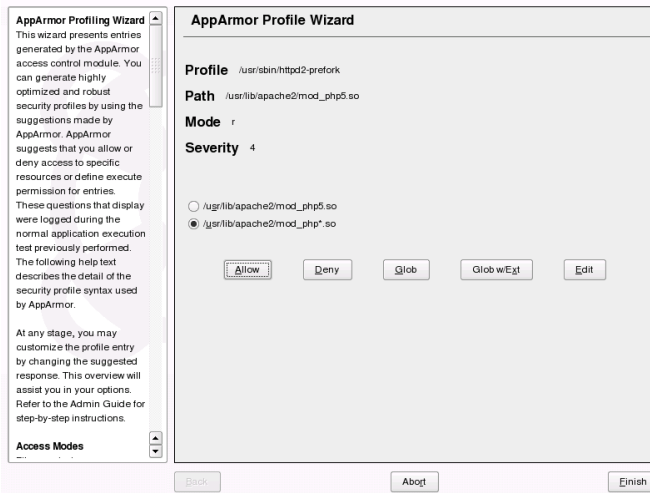 AppArmor Profiling Wizard
This wizard presents entries
generated by the AppArmor
access control module. You
can generate highly
optimized and robust
security profiles by using the
suggestions made by
AppArmor. AppArmor
suggests that you allow or
deny access to specific
resources or define execute
permission for entries.
These questions that display
were logged during the
normal application execution
test previously performed.
The following help text
describes the detail of the
security profile syntax used
by AppArmor.
At any stage, you may
customize the profile entry
by changing the suggested
response. This overview will
assist you in your options.
Refer to the Admin Guide for
step-by-step instructions.
Access Modes
AppArmor Profile Wizard
Profile /usr/sbin/httpd2-prefork
Path /usr/lib/apache2/mod_php5.so
Mode r
Severity 4
/usr/lib/apache2/mod_php5.so
/usr/lib/apache2/mod_php*.so
Allow Deny Glob Glob w/Ext Edit
Back Abort Finish